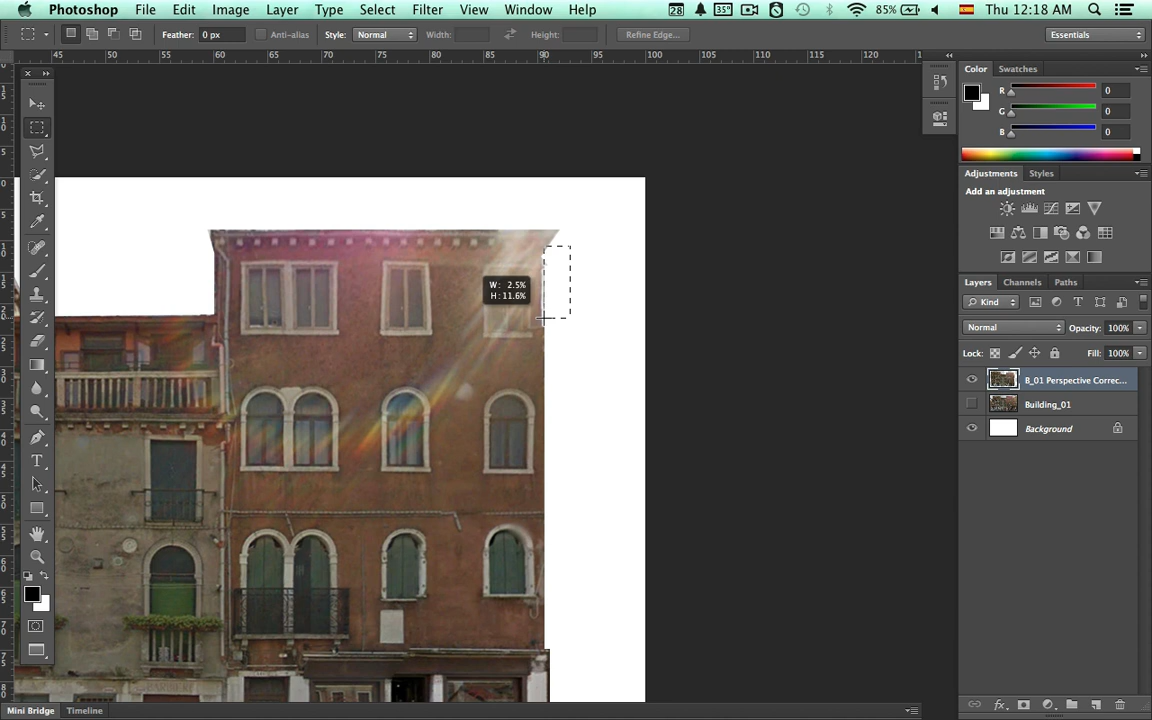 Photoshop File Edit Image Layer Type Select Filter View Window Help 28 35° 85% Thu 12:18 AM
Feather: 0 px Anti-alias Style: Normal Width: Height: Refine Edge... Essentials
45 50 55 60 65 70 75 80 85 90 95 100 105 110 115 120
Color Swatches
R 0
G 0
B 0
Adjustments Styles
Add an adjustment
W: 2.5%
H: 11.6%
Layers Channels Paths
Kind
Normal Opacity: 100%
Lock: Fill: 100%
B_01 Perspective Correc...
Building_01
Background
Mini Bridge Timeline